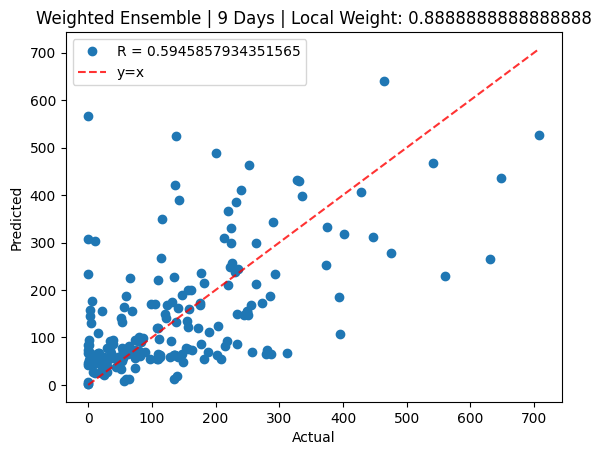 Weighted Ensemble | 9 Days | Local Weight: 0.8888888888888888
R = 0.5945857934351565
y=x
700
600
500
400
300
200
100
0
Predicted
0 100 200 300 400 500 600 700
Actual